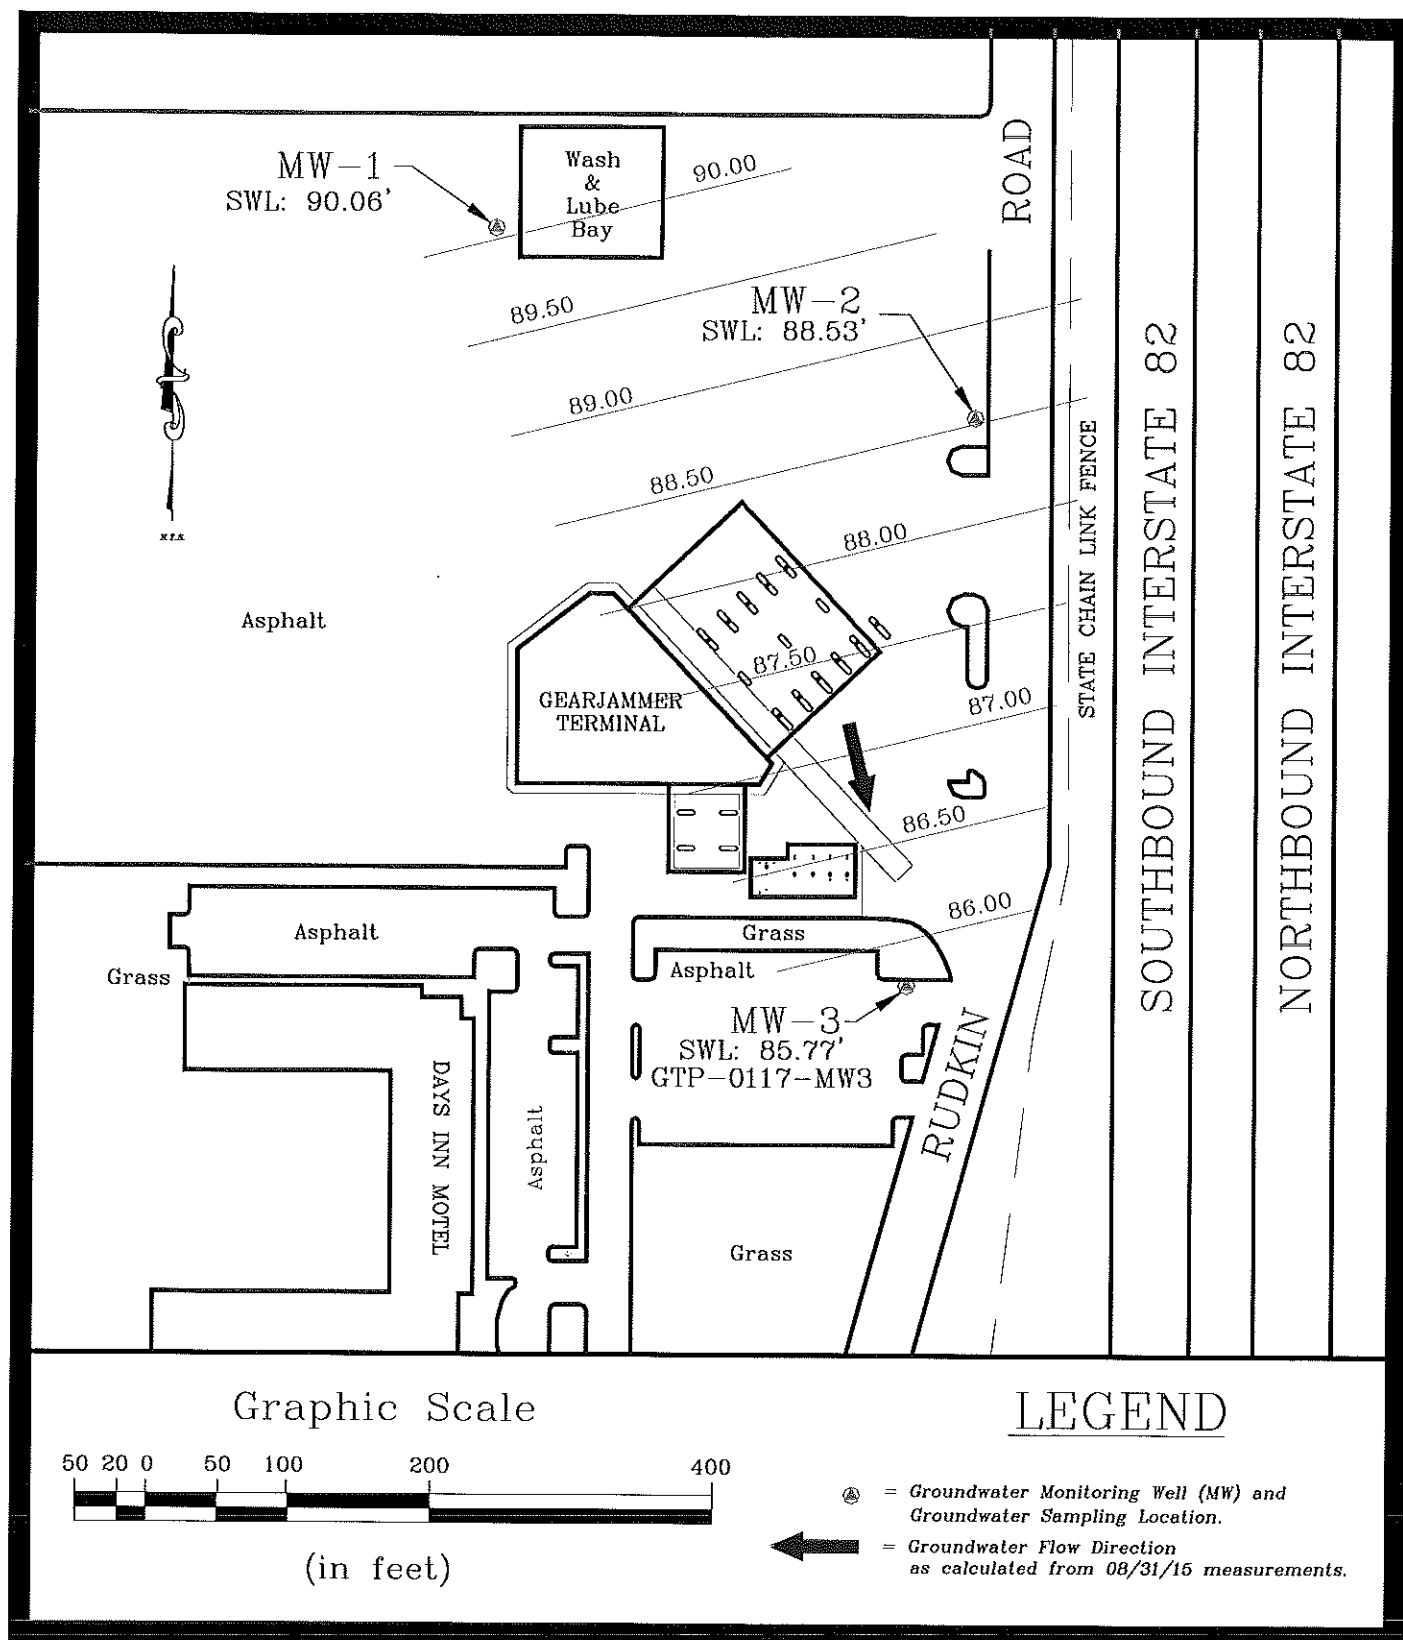 MW-1
SWL: 90.06'
Wash
&
Lube
Bay
90.00
ROAD
89.50
MW-2
SWL: 88.53'
89.00
88.50
88.00
N.T.S.
Asphalt
87.50
GEARJAMMER
TERMINAL
87.00
86.50
86.00
STATE CHAIN LINK FENCE
SOUTHBOUND INTERSTATE 82
NORTHBOUND INTERSTATE 82
Asphalt
Grass
Grass
Asphalt
MW-3
SWL: 85.77'
GTP-0117-MW3
RUDKIN
DAYS INN MOTEL
Asphalt
Grass
Graphic Scale
50 20 0 50 100 200 400
(in feet)
LEGEND
= Groundwater Monitoring Well (MW) and
Groundwater Sampling Location.
= Groundwater Flow Direction
as calculated from 08/31/15 measurements.